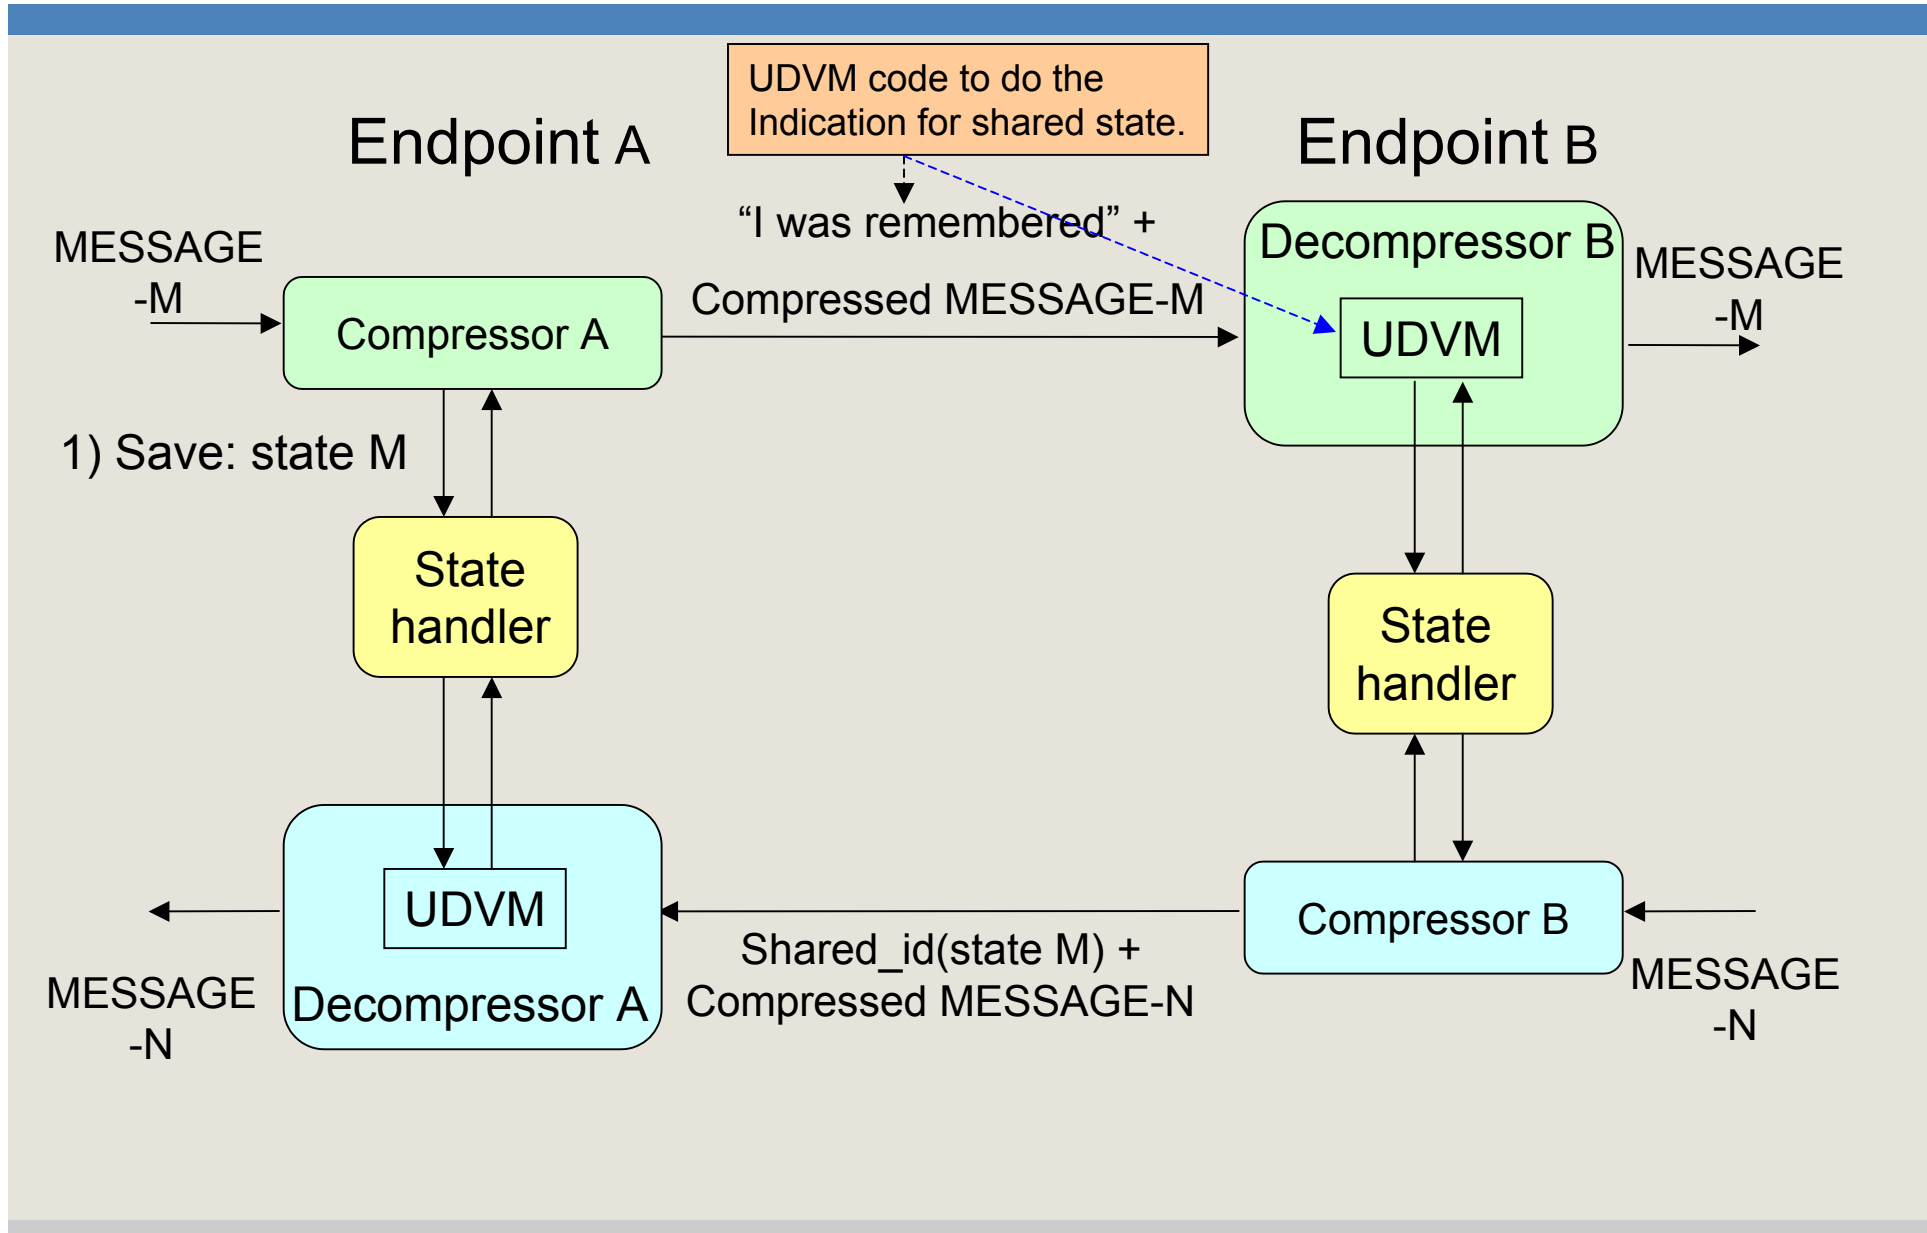 UDVM code to do the
Indication for shared state.
Endpoint A
Endpoint B
“I was remembered” +
Compressed MESSAGE-M
MESSAGE
-M
Compressor A
Decompressor B
UDVM
MESSAGE
-M
1) Save: state M
State
handler
State
handler
UDVM
Decompressor A
MESSAGE
-N
Shared_id(state M) +
Compressed MESSAGE-N
Compressor B
MESSAGE
-N